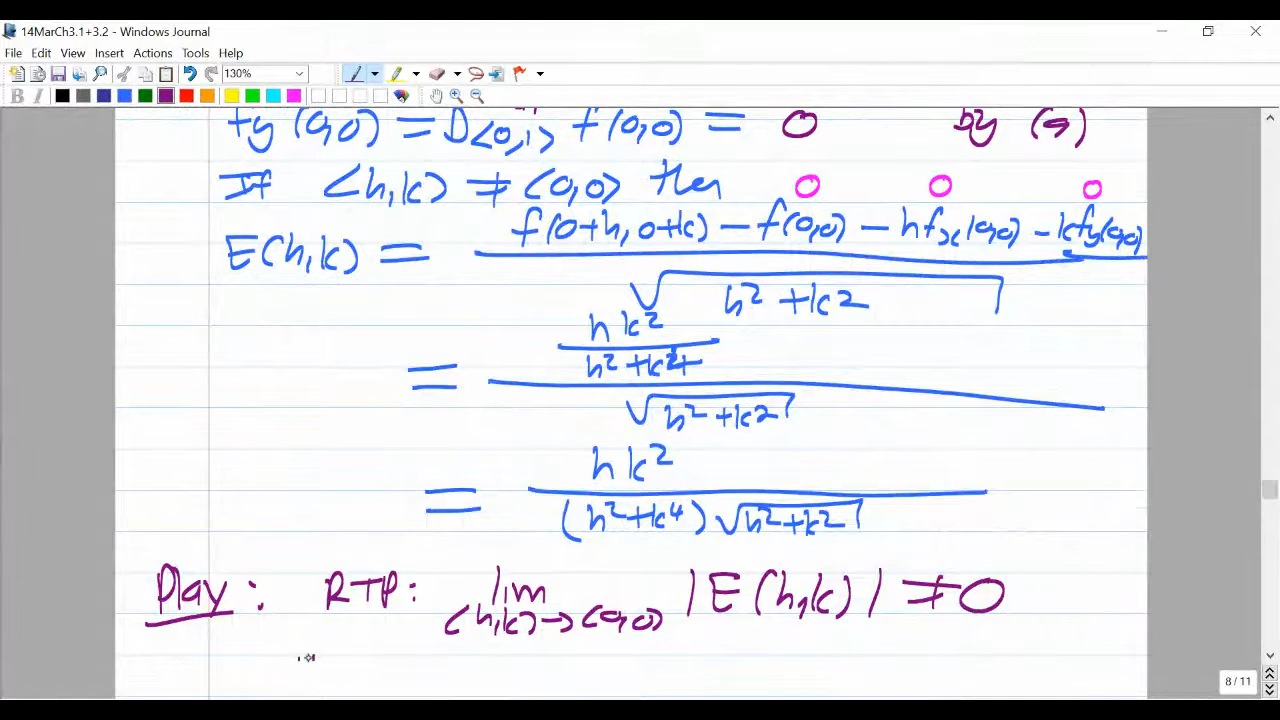 14MarCh3.1+3.2 - Windows Journal
File Edit View Insert Actions Tools Help
130%
B I
fy(0,0) = D<0,1> f(0,0) = 0 by (a)
If <h,k> ≠ <0,0> then 0 0 0
E(h,k) = f(0+h, 0+k) − f(0,0) − h fx(0,0) − k fy(0,0)
√(h² + k²)
hk²
h² + k⁴
=
√(h² + k²)
hk²
=
(h² + k⁴) √(h² + k²)
Play: RTP: lim |E(h,k)| ≠ 0
<h,k>→<0,0>
8 / 11